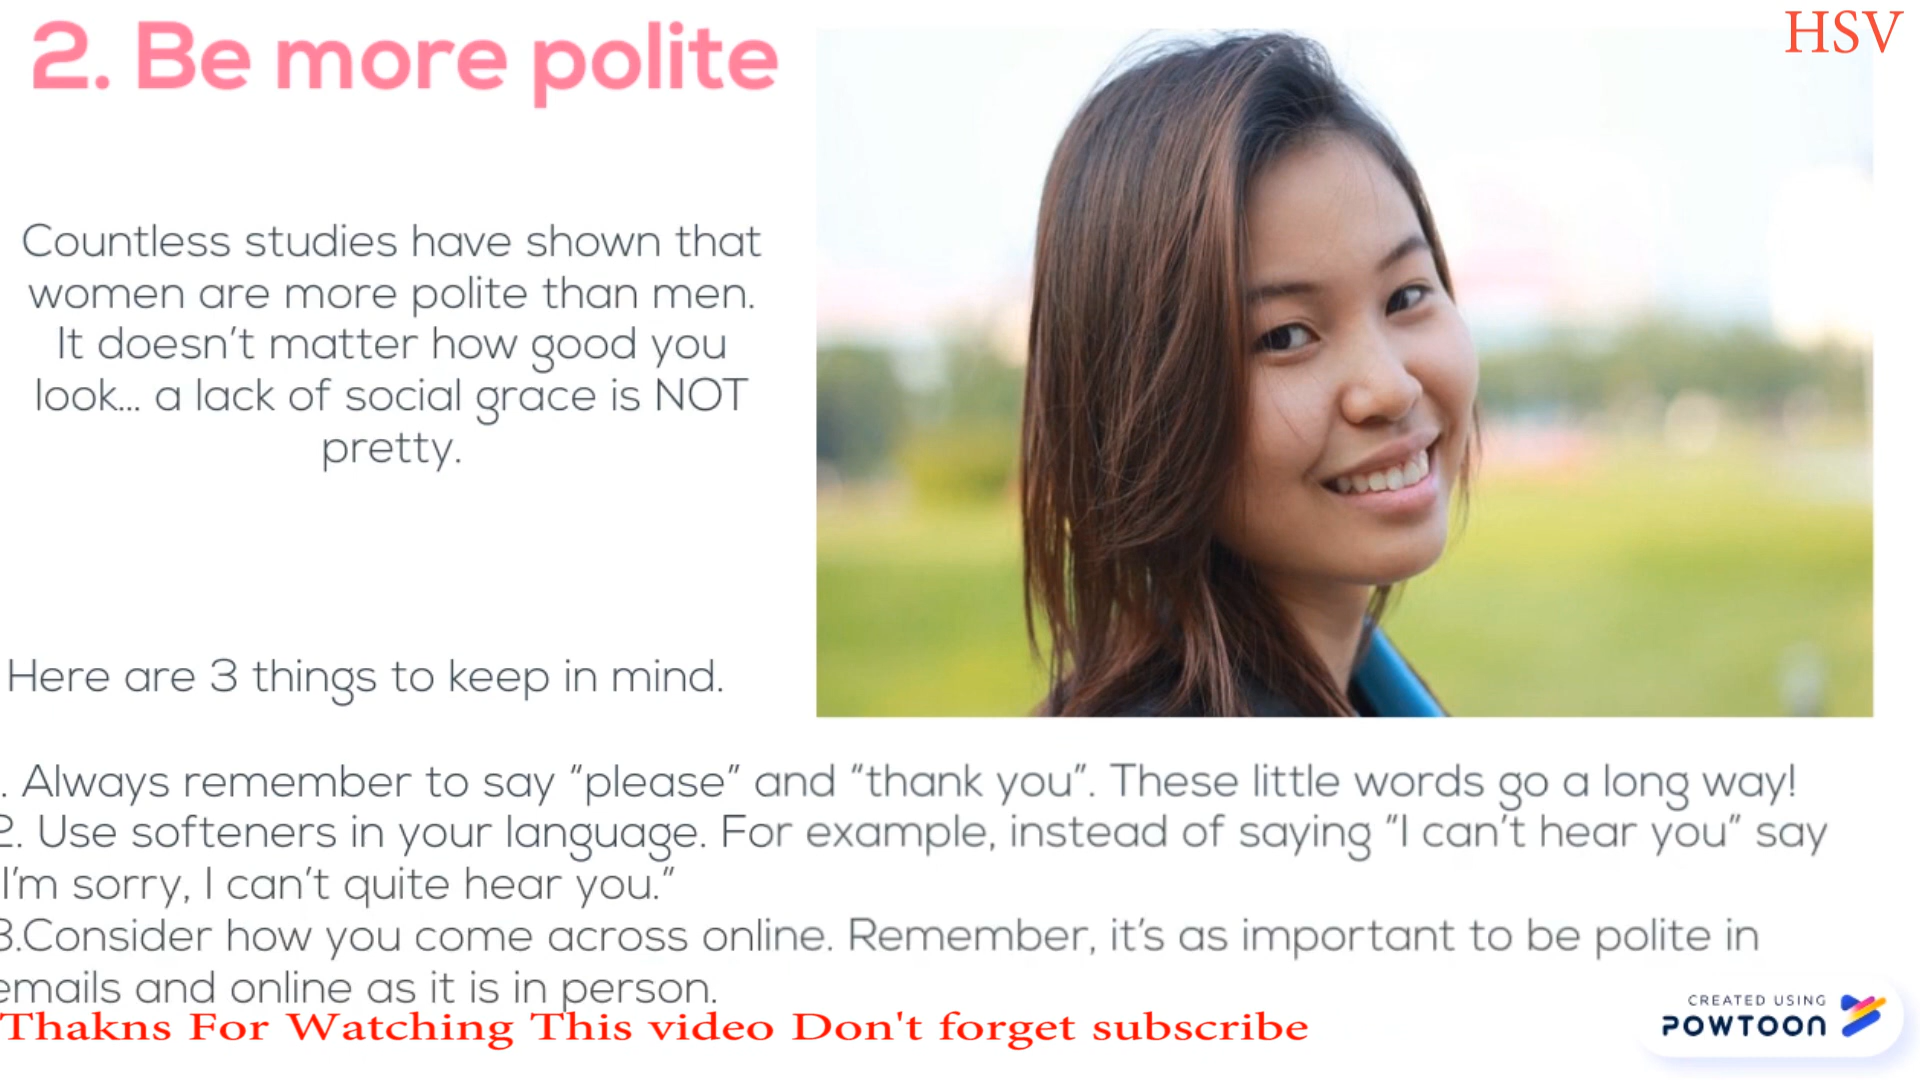 2. Be more polite
HSV
Countless studies have shown that
women are more polite than men.
It doesn't matter how good you
look... a lack of social grace is NOT
pretty.
Here are 3 things to keep in mind.
. Always remember to say “please” and “thank you”. These little words go a long way!
2. Use softeners in your language. For example, instead of saying “I can't hear you” say
I'm sorry, I can't quite hear you.”
3.Consider how you come across online. Remember, it's as important to be polite in
emails and online as it is in person.
Thakns For Watching This video Don't forget subscribe
CREATED USING
POWTOON